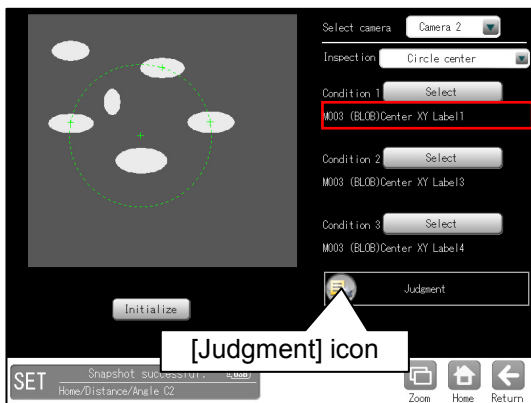 Select camera Camera 2
Inspection Circle center
Condition 1 Select
M003 (BLOB)Center XY Label1
Condition 2 Select
M003 (BLOB)Center XY Label3
Condition 3 Select
M003 (BLOB)Center XY Label4
Judgment
Initialize
[Judgment] icon
SET
Snapshot successful.
Home/Distance/Angle C2
Zoom Home Return